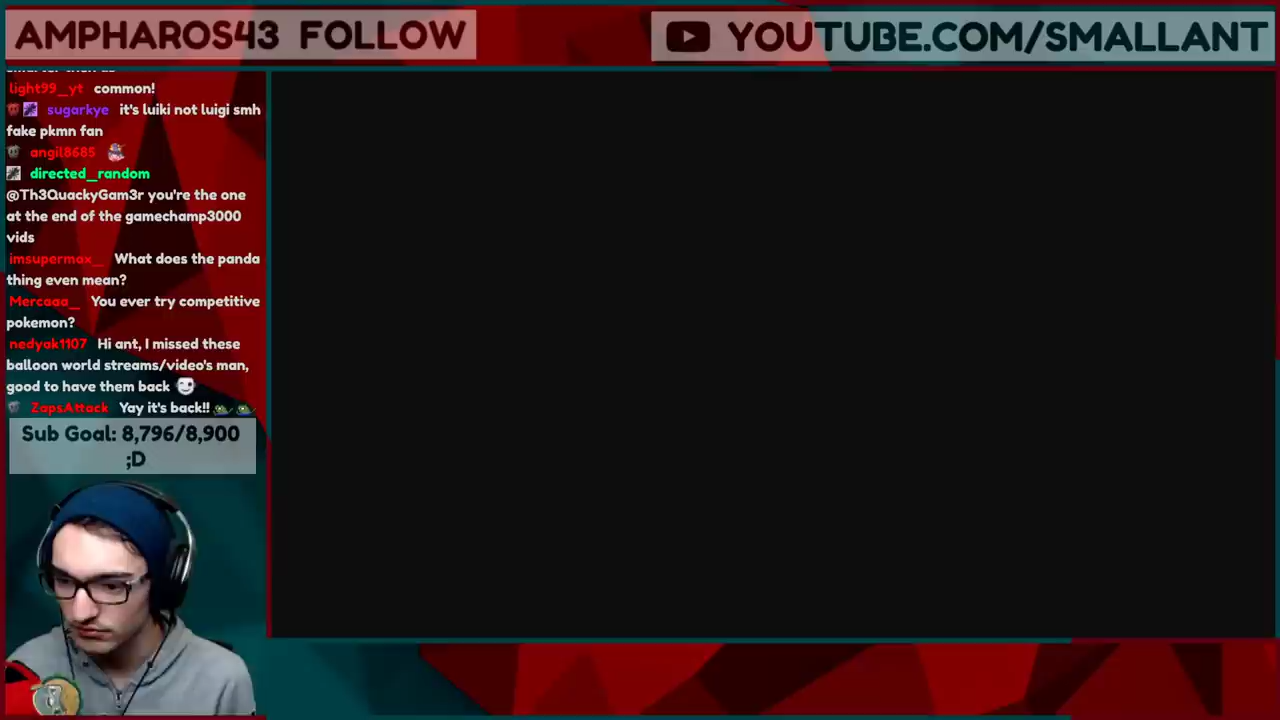 AMPHAROS43 FOLLOW
YOUTUBE.COM/SMALLANT
light99_yt common!
sugarkye it's luiki not luigi smh
fake pkmn fan
angil8685
directed_random
@Th3QuackyGam3r you're the one
at the end of the gamechamp3000
vids
imsupermox_ What does the panda
thing even mean?
Mercaaa_ You ever try competitive
pokemon?
nedyak1107 Hi ant, I missed these
balloon world streams/video's man,
good to have them back
ZapsAttack Yay it's back!!
Sub Goal: 8,796/8,900
;D